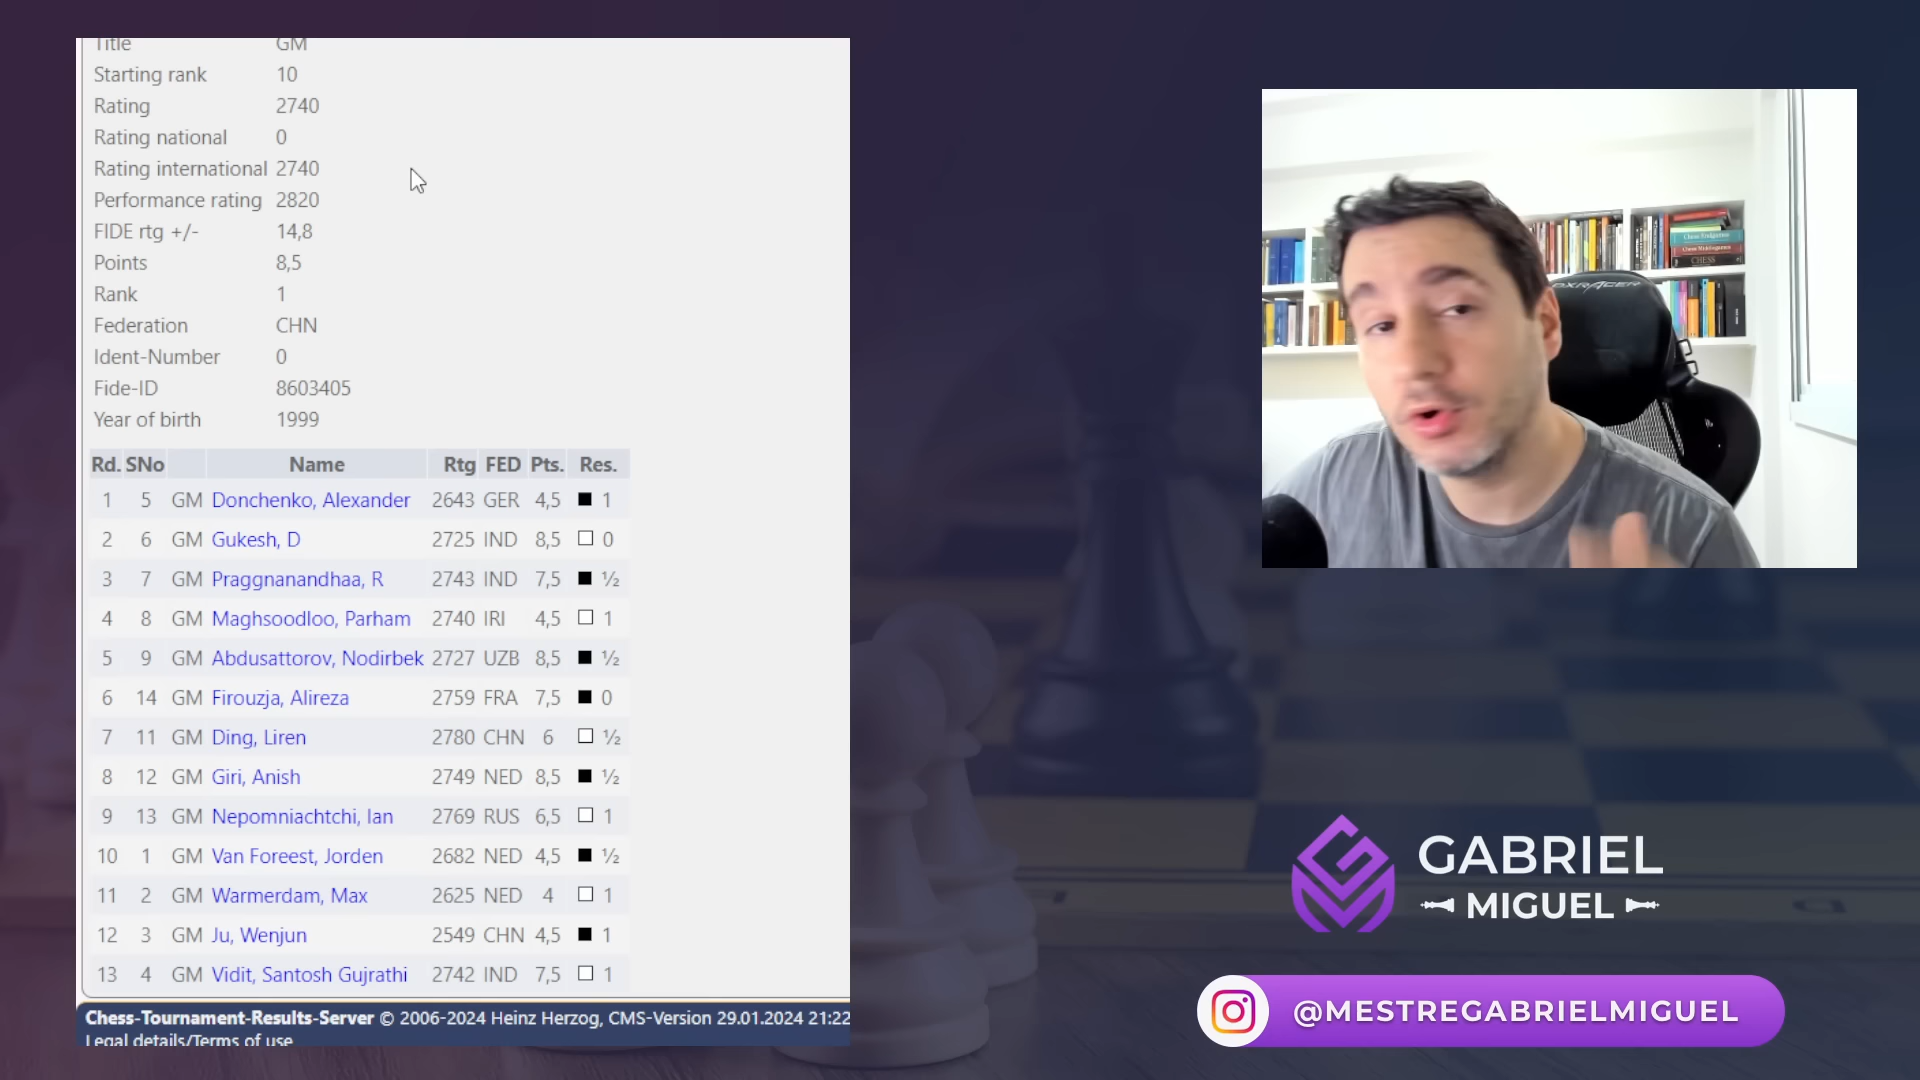 Title GM
Starting rank 10
Rating 2740
Rating national 0
Rating international 2740
Performance rating 2820
FIDE rtg +/- 14,8
Points 8,5
Rank 1
Federation CHN
Ident-Number 0
Fide-ID 8603405
Year of birth 1999
Rd. SNo Name Rtg FED Pts. Res.
1 5 GM Donchenko, Alexander 2643 GER 4,5 1
2 6 GM Gukesh, D 2725 IND 8,5 0
3 7 GM Praggnanandhaa, R 2743 IND 7,5 ½
4 8 GM Maghsoodloo, Parham 2740 IRI 4,5 1
5 9 GM Abdusattorov, Nodirbek 2727 UZB 8,5 ½
6 14 GM Firouzja, Alireza 2759 FRA 7,5 0
7 11 GM Ding, Liren 2780 CHN 6 ½
8 12 GM Giri, Anish 2749 NED 8,5 ½
9 13 GM Nepomniachtchi, Ian 2769 RUS 6,5 1
10 1 GM Van Foreest, Jorden 2682 NED 4,5 ½
11 2 GM Warmerdam, Max 2625 NED 4 1
12 3 GM Ju, Wenjun 2549 CHN 4,5 1
13 4 GM Vidit, Santosh Gujrathi 2742 IND 7,5 1
Chess-Tournament-Results-Server © 2006-2024 Heinz Herzog, CMS-Version 29.01.2024 21:22
Legal details/Terms of use
Chess Endgames
CHESS
DXRACER
GABRIEL
MIGUEL
@MESTREGABRIELMIGUEL